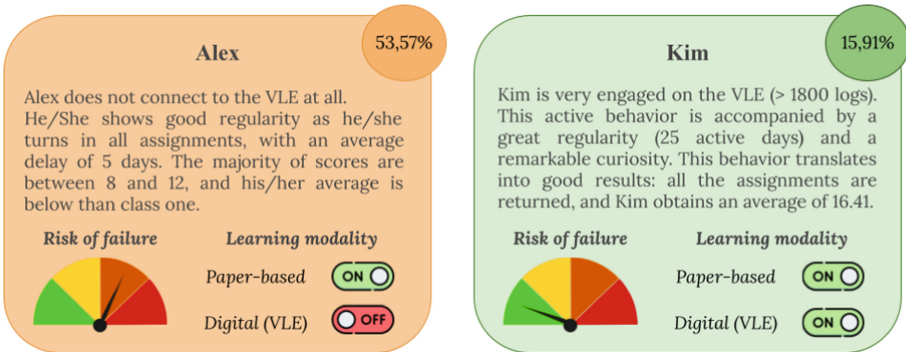 Alex
53,57%
Alex does not connect to the VLE at all.
He/She shows good regularity as he/she
turns in all assignments, with an average
delay of 5 days. The majority of scores are
between 8 and 12, and his/her average is
below than class one.
Risk of failure
Learning modality
Paper-based
ON
Digital (VLE)
OFF
Kim
15,91%
Kim is very engaged on the VLE (> 1800 logs).
This active behavior is accompanied by a
great regularity (25 active days) and a
remarkable curiosity. This behavior translates
into good results: all the assignments are
returned, and Kim obtains an average of 16.41.
Risk of failure
Learning modality
Paper-based
ON
Digital (VLE)
ON